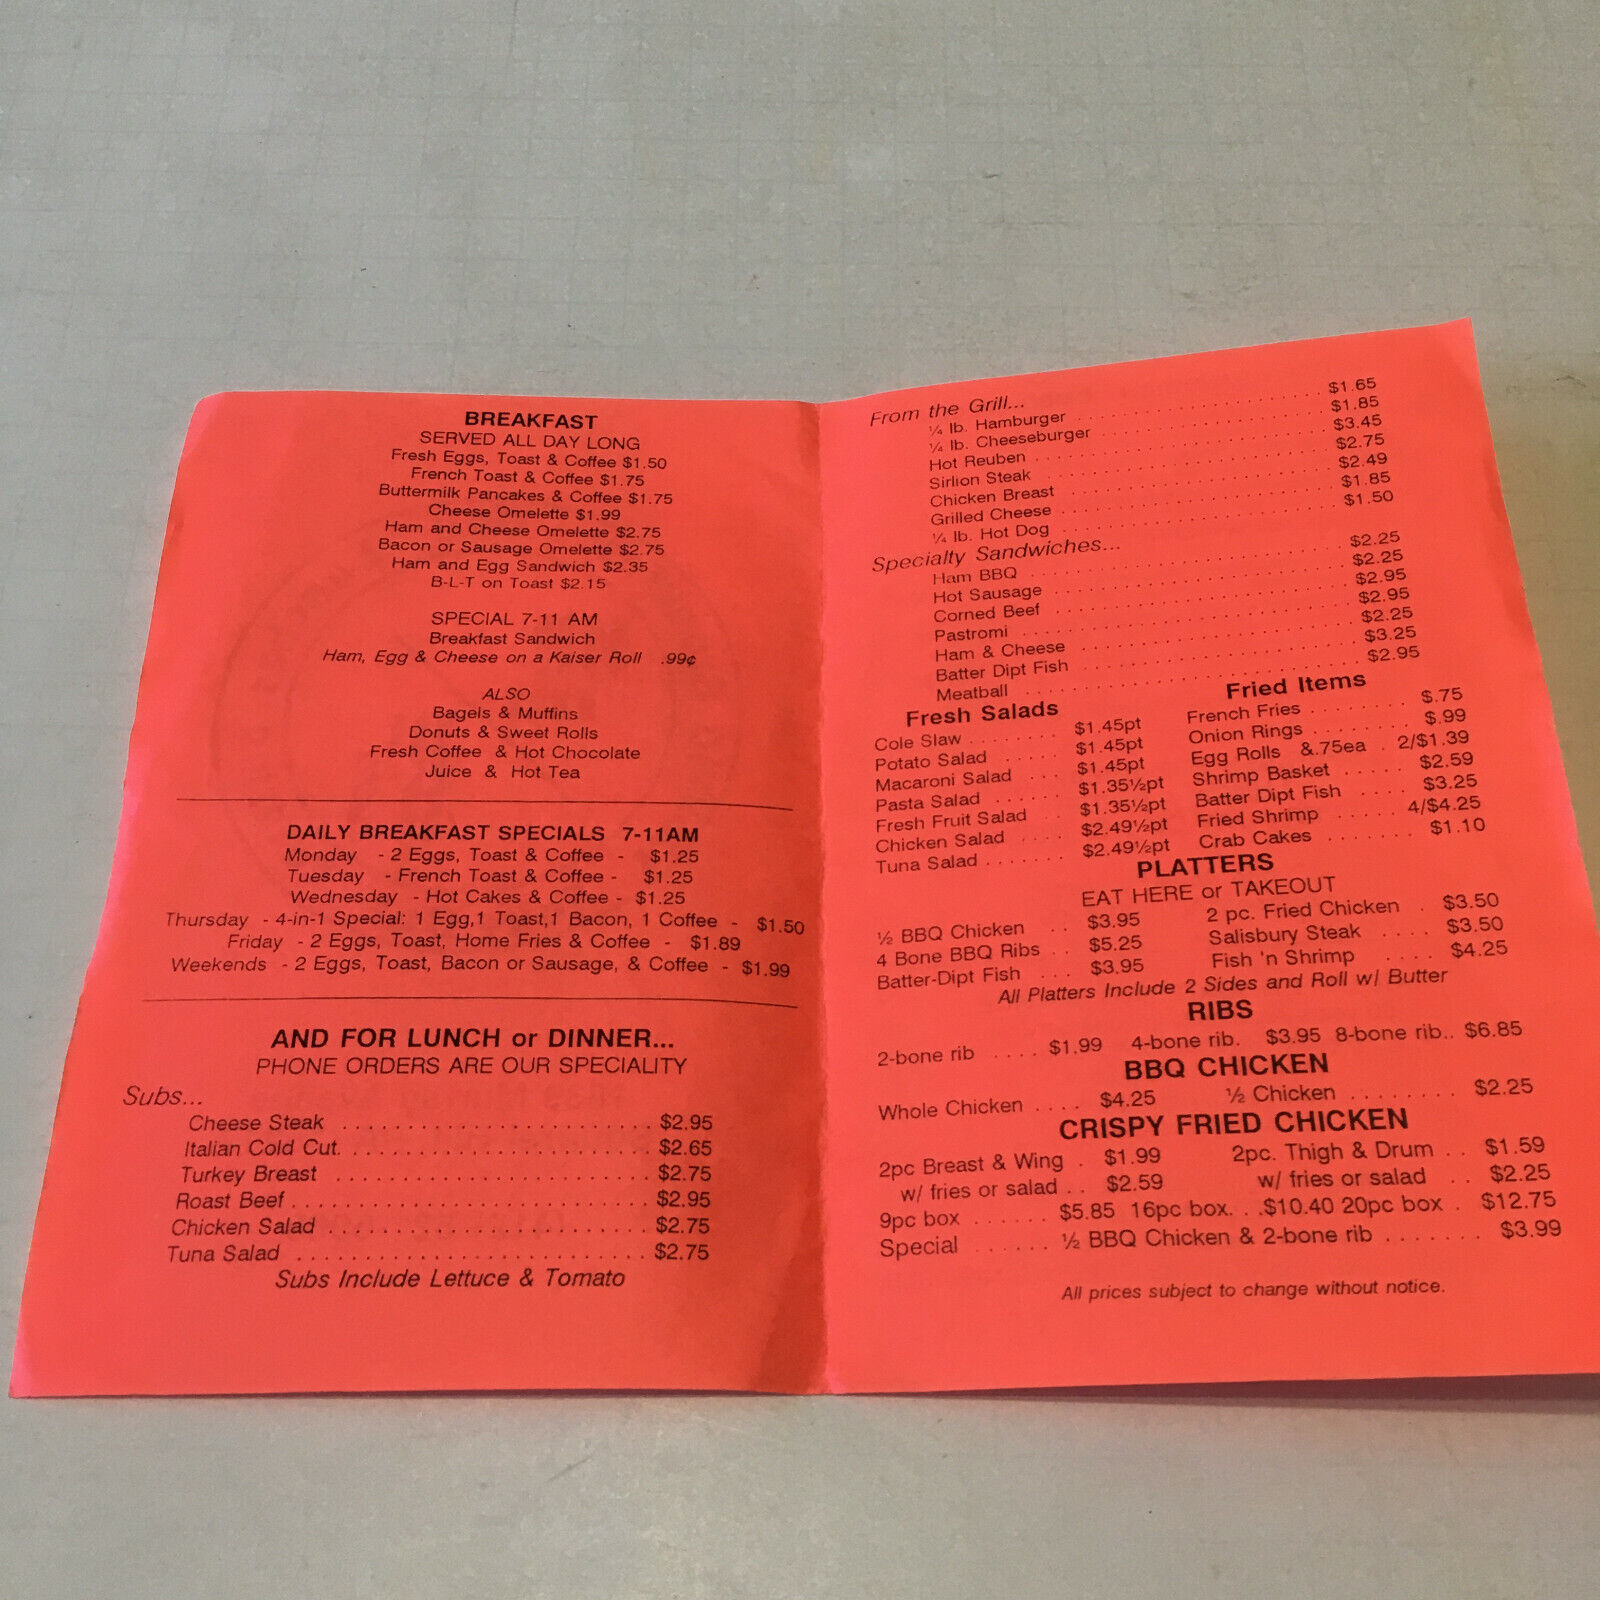 BREAKFAST
SERVED ALL DAY LONG
Fresh Eggs, Toast & Coffee $1.50
French Toast & Coffee $1.75
Buttermilk Pancakes & Coffee $1.75
Cheese Omelette $1.99
Ham and Cheese Omelette $2.75
Bacon or Sausage Omelette $2.75
Ham and Egg Sandwich $2.35
B-L-T on Toast $2.15
SPECIAL 7-11 AM
Breakfast Sandwich
Ham, Egg & Cheese on a Kaiser Roll .99¢
ALSO
Bagels & Muffins
Donuts & Sweet Rolls
Fresh Coffee & Hot Chocolate
Juice & Hot Tea
DAILY BREAKFAST SPECIALS 7-11AM
Monday - 2 Eggs, Toast & Coffee - $1.25
Tuesday - French Toast & Coffee - $1.25
Wednesday - Hot Cakes & Coffee - $1.25
Thursday - 4-in-1 Special: 1 Egg,1 Toast,1 Bacon, 1 Coffee - $1.50
Friday - 2 Eggs, Toast, Home Fries & Coffee - $1.89
Weekends - 2 Eggs, Toast, Bacon or Sausage, & Coffee - $1.99
AND FOR LUNCH or DINNER...
PHONE ORDERS ARE OUR SPECIALITY
Subs...
Cheese Steak ........................ $2.95
Italian Cold Cut. ........................ $2.65
Turkey Breast ........................ $2.75
Roast Beef ........................ $2.95
Chicken Salad ........................ $2.75
Tuna Salad ........................ $2.75
Subs Include Lettuce & Tomato
From the Grill...
¼ lb. Hamburger ........................ $1.65
¼ lb. Cheeseburger ........................ $1.85
Hot Reuben ........................ $3.45
Sirlion Steak ........................ $2.75
Chicken Breast ........................ $2.49
Grilled Cheese ........................ $1.85
¼ lb. Hot Dog ........................ $1.50
Specialty Sandwiches...
Ham BBQ ........................ $2.25
Hot Sausage ........................ $2.25
Corned Beef ........................ $2.95
Pastromi ........................ $2.95
Ham & Cheese ........................ $2.25
Batter Dipt Fish ........................ $3.25
Meatball ........................ $2.95
Fresh Salads
Cole Slaw ........ $1.45pt
Potato Salad ..... $1.45pt
Macaroni Salad ... $1.45pt
Pasta Salad ...... $1.35½pt
Fresh Fruit Salad .. $1.35½pt
Chicken Salad .... $2.49½pt
Tuna Salad ....... $2.49½pt
Fried Items
French Fries ........ $.75
Onion Rings ........ $.99
Egg Rolls &.75ea . 2/$1.39
Shrimp Basket ..... $2.59
Batter Dipt Fish .... $3.25
Fried Shrimp ...... 4/$4.25
Crab Cakes ........ $1.10
PLATTERS
EAT HERE or TAKEOUT
½ BBQ Chicken .. $3.95 2 pc. Fried Chicken . $3.50
4 Bone BBQ Ribs .. $5.25 Salisbury Steak .... $3.50
Batter-Dipt Fish ... $3.95 Fish 'n Shrimp .... $4.25
All Platters Include 2 Sides and Roll w/ Butter
RIBS
2-bone rib .... $1.99 4-bone rib. $3.95 8-bone rib.. $6.85
BBQ CHICKEN
Whole Chicken .... $4.25 ½ Chicken ........ $2.25
CRISPY FRIED CHICKEN
2pc Breast & Wing . $1.99 2pc. Thigh & Drum .. $1.59
w/ fries or salad .. $2.59 w/ fries or salad .. $2.25
9pc box ...... $5.85 16pc box. . .$10.40 20pc box . $12.75
Special ...... ½ BBQ Chicken & 2-bone rib ....... $3.99
All prices subject to change without notice.